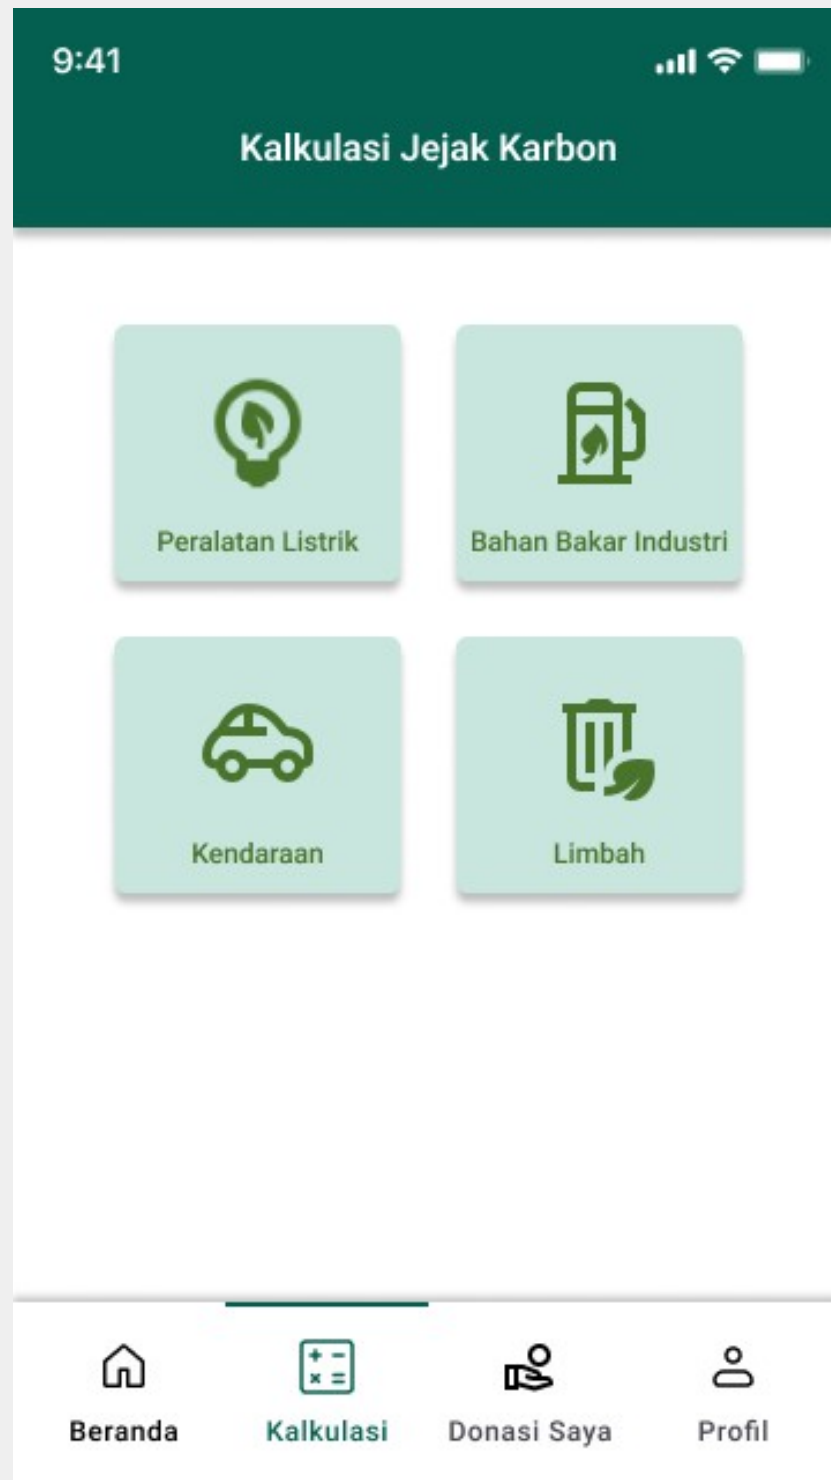 9:41
Kalkulasi Jejak Karbon
Peralatan Listrik
Bahan Bakar Industri
Kendaraan
Limbah
Beranda
Kalkulasi
Donasi Saya
Profil